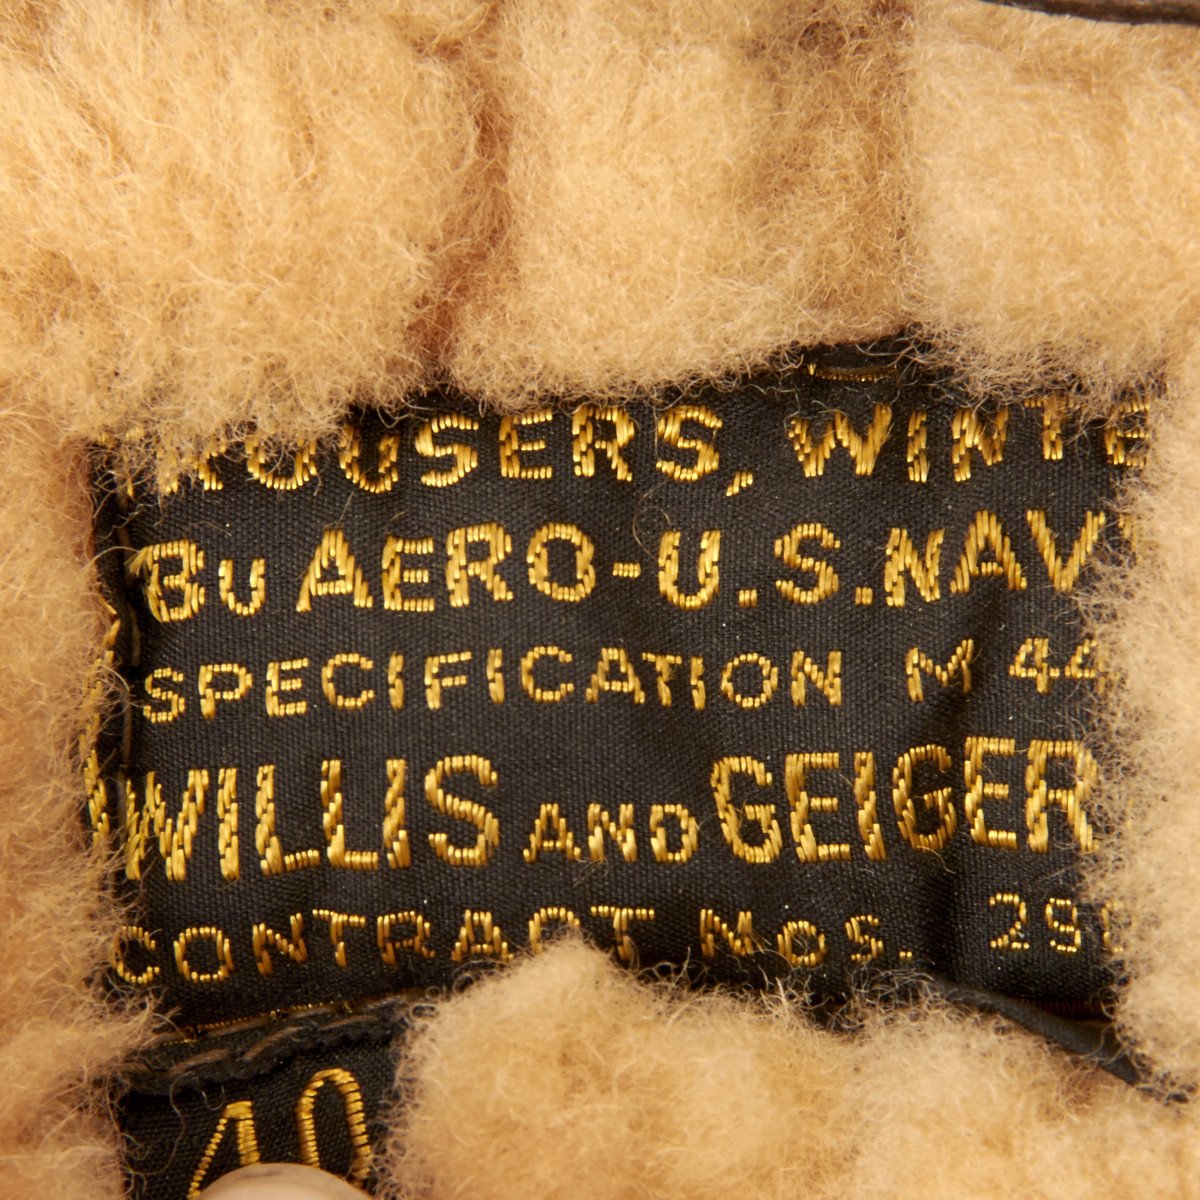 TROUSERS, WINTE
Bu AERO-U.S.NAV
SPECIFICATION M 44
WILLIS AND GEIGER
CONTRACT NOS. 29
40